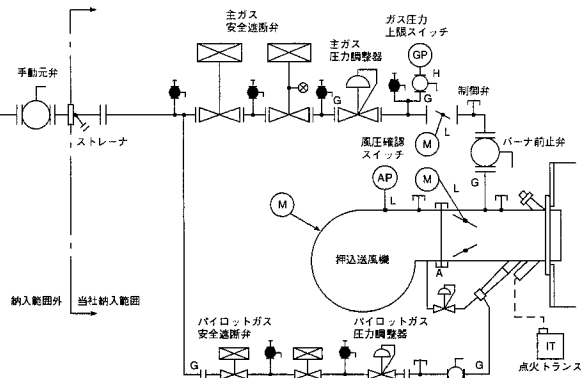 主ガス
安全遮断弁
主ガス
圧力調整器
ガス圧力
上限スイッチ
GP
H
手動元弁
G
G
制御弁
L
M
ストレーナ
バーナ前止弁
風圧確認
スイッチ
AP
L
M
L
G
M
押込送風機
A
納入範囲外
当社納入範囲
パイロットガス
安全遮断弁
パイロットガス
圧力調整器
G
G
IT
点火トランス